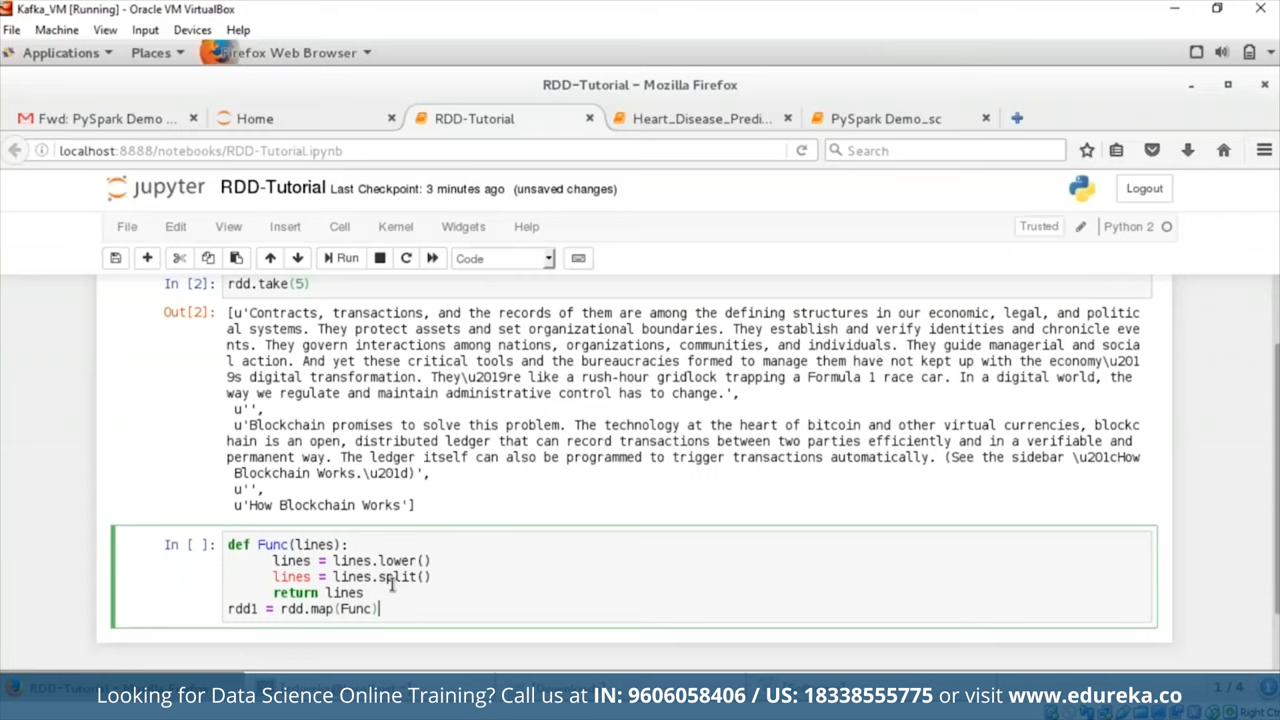 Kafka_VM [Running] - Oracle VM VirtualBox
File Machine View Input Devices Help
Applications Places Firefox Web Browser
RDD-Tutorial - Mozilla Firefox
Fwd: PySpark Demo ... Home RDD-Tutorial Heart_Disease_Predi... PySpark Demo_sc
localhost:8888/notebooks/RDD-Tutorial.ipynb Search
jupyter RDD-Tutorial Last Checkpoint: 3 minutes ago (unsaved changes) Logout
File Edit View Insert Cell Kernel Widgets Help Trusted Python 2
Run Code
In [2]: rdd.take(5)
Out[2]: [u'Contracts, transactions, and the records of them are among the defining structures in our economic, legal, and politic
al systems. They protect assets and set organizational boundaries. They establish and verify identities and chronicle eve
nts. They govern interactions among nations, organizations, communities, and individuals. They guide managerial and socia
l action. And yet these critical tools and the bureaucracies formed to manage them have not kept up with the economy\u201
9s digital transformation. They\u2019re like a rush-hour gridlock trapping a Formula 1 race car. In a digital world, the
way we regulate and maintain administrative control has to change.',
u'',
u'Blockchain promises to solve this problem. The technology at the heart of bitcoin and other virtual currencies, blockc
hain is an open, distributed ledger that can record transactions between two parties efficiently and in a verifiable and
permanent way. The ledger itself can also be programmed to trigger transactions automatically. (See the sidebar \u201cHow
Blockchain Works.\u201d)',
u'',
u'How Blockchain Works']
In [ ]: def Func(lines):
lines = lines.lower()
lines = lines.split()
return lines
rdd1 = rdd.map(Func)
Looking for Data Science Online Training? Call us at IN: 9606058406 / US: 18338555775 or visit www.edureka.co
1 / 4
Right Ct